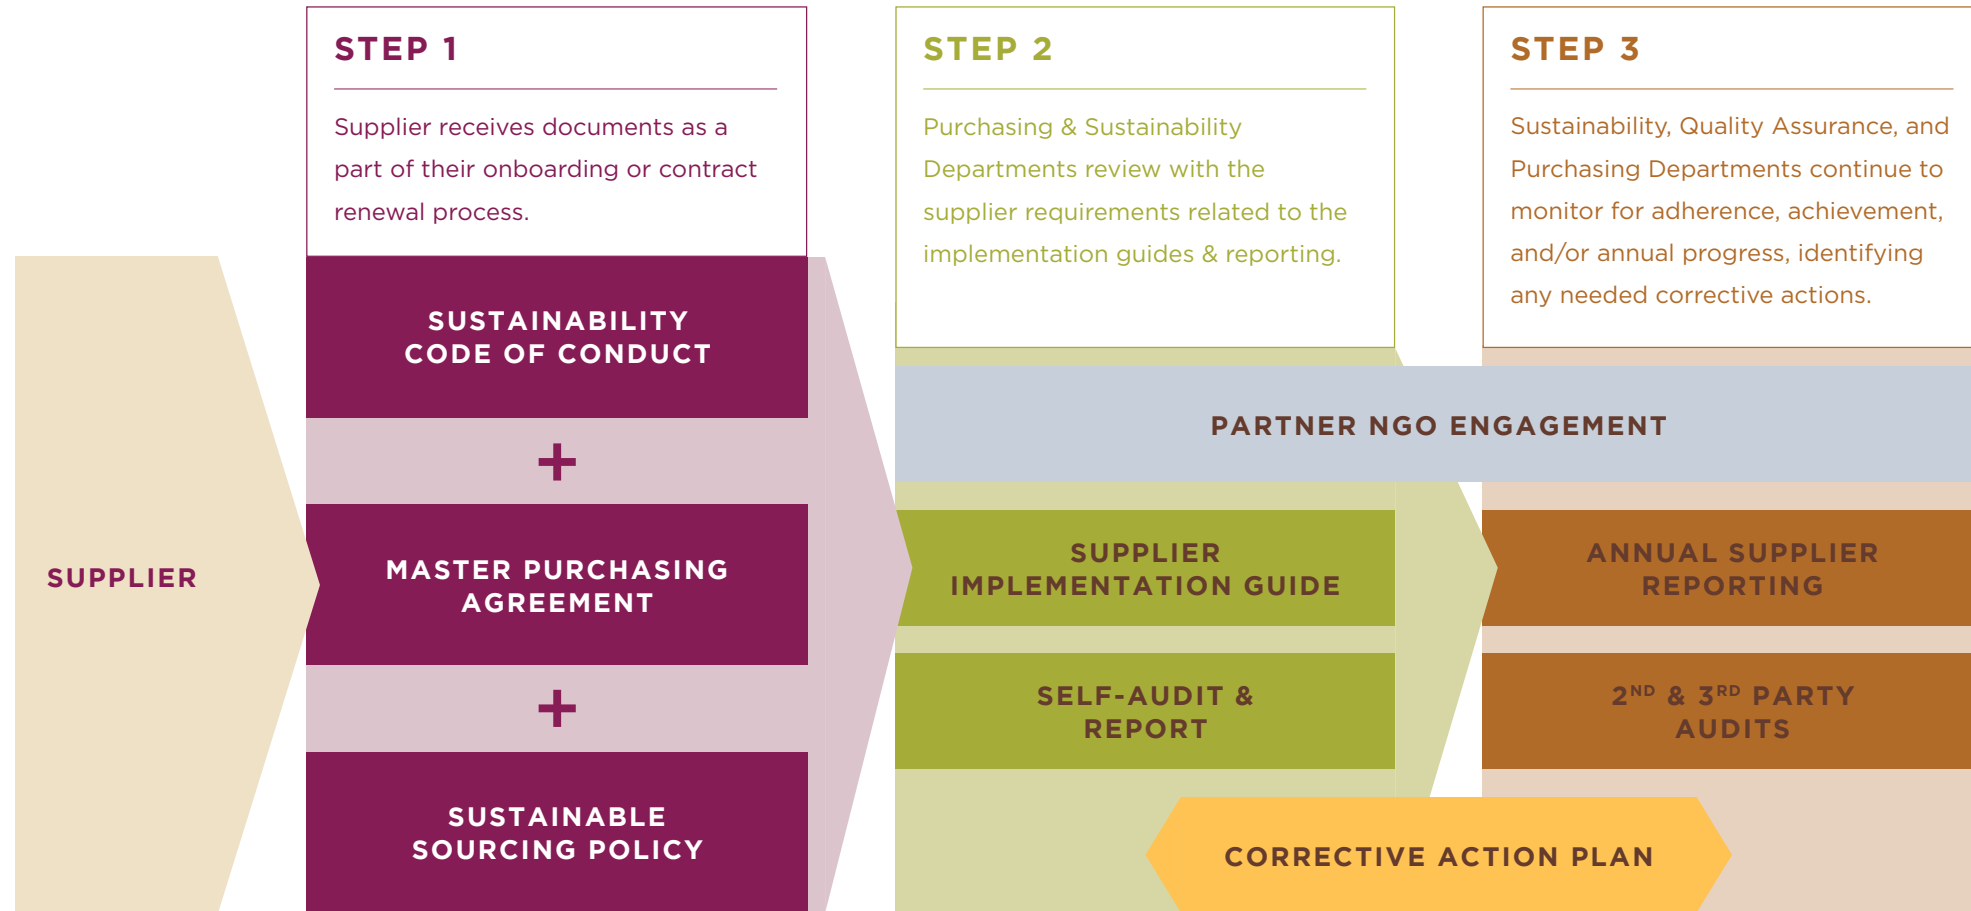 STEP 1
Supplier receives documents as a
part of their onboarding or contract
renewal process.
STEP 2
Purchasing & Sustainability
Departments review with the
supplier requirements related to the
implementation guides & reporting.
STEP 3
Sustainability, Quality Assurance, and
Purchasing Departments continue to
monitor for adherence, achievement,
and/or annual progress, identifying
any needed corrective actions.
SUPPLIER
SUSTAINABILITY
CODE OF CONDUCT
+
MASTER PURCHASING
AGREEMENT
+
SUSTAINABLE
SOURCING POLICY
PARTNER NGO ENGAGEMENT
SUPPLIER
IMPLEMENTATION GUIDE
SELF-AUDIT &
REPORT
ANNUAL SUPPLIER
REPORTING
2ND & 3RD PARTY
AUDITS
CORRECTIVE ACTION PLAN